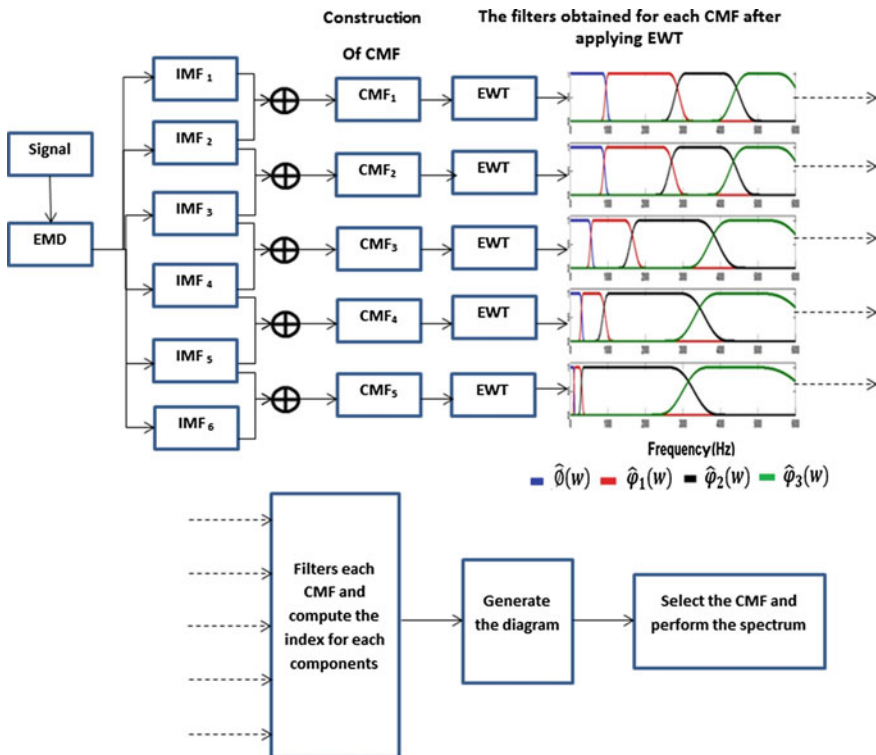 Construction
Of CMF
The filters obtained for each CMF after
applying EWT
Signal
EMD
IMF 1
IMF 2
IMF 3
IMF 4
IMF 5
IMF 6
CMF1
EWT
CMF2
EWT
CMF3
EWT
CMF4
EWT
CMF5
EWT
Frequency(Hz)
∅̂(w) φ̂1(w) φ̂2(w) φ̂3(w)
Filters each
CMF and
compute the
index for each
components
Generate
the diagram
Select the CMF and
perform the spectrum